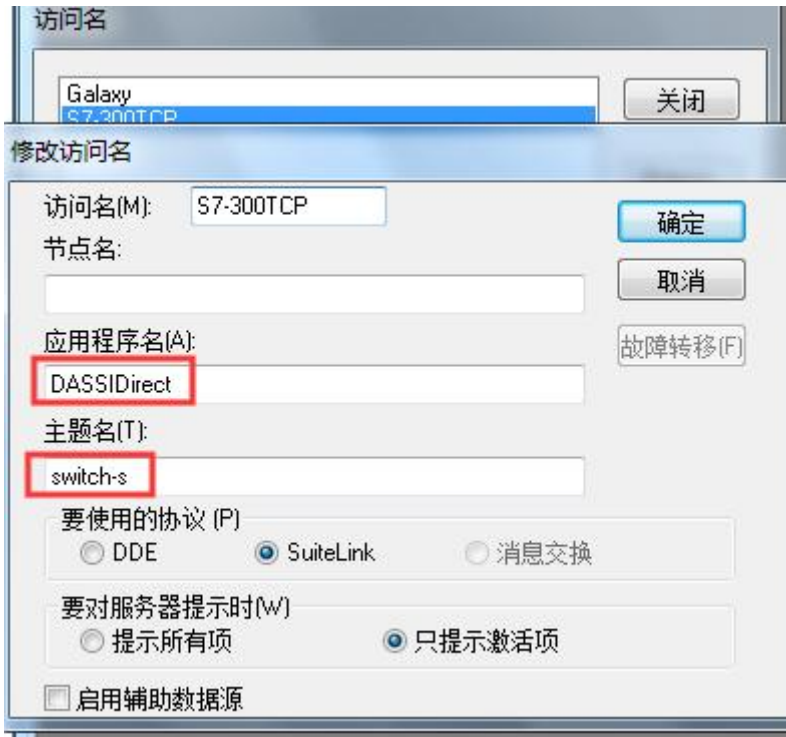 访问名
Galaxy
关闭
S7-300TCP
修改访问名
访问名(M):
S7-300TCP
确定
节点名:
取消
应用程序名(A):
故障转移(F)
DASSIDirect
主题名(T):
switch-s
要使用的协议 (P)
DDE
SuiteLink
消息交换
要对服务器提示时(W)
提示所有项
只提示激活项
启用辅助数据源